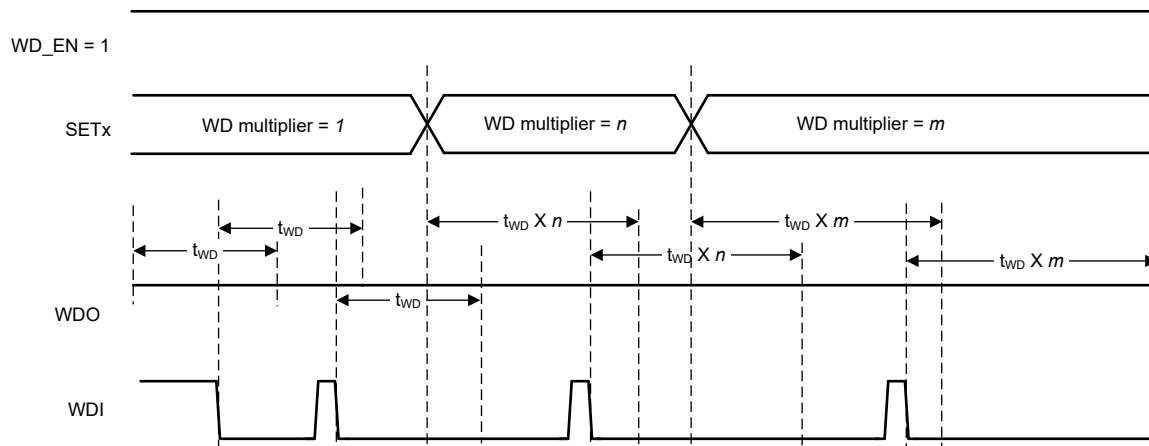 WD_EN = 1
SETx
WD multiplier = 1
WD multiplier = n
WD multiplier = m
tWD
tWD X n
tWD X m
tWD
tWD X n
tWD X m
tWD
WDO
WDI